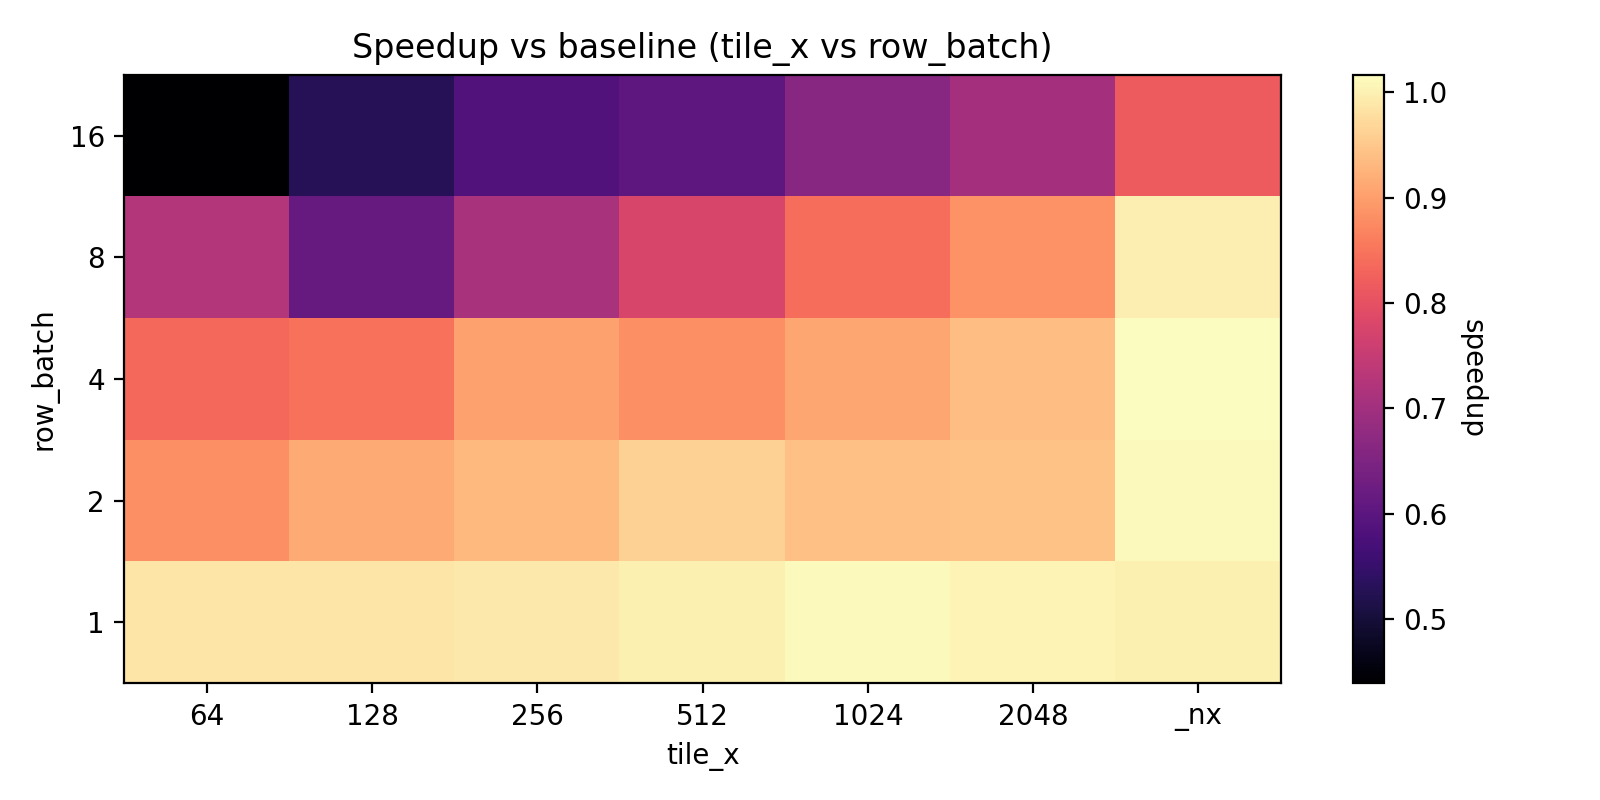 Speedup vs baseline (tile_x vs row_batch)
row_batch
16
8
4
2
1
64 128 256 512 1024 2048 _nx
tile_x
1.0
0.9
0.8
0.7
0.6
0.5
speedup